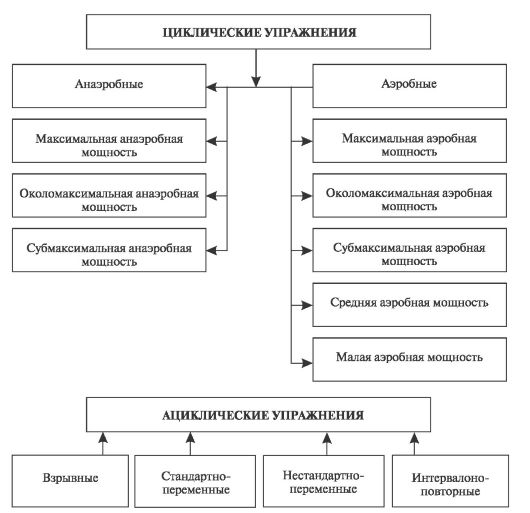 ЦИКЛИЧЕСКИЕ УПРАЖНЕНИЯ
Анаэробные
Аэробные
Максимальная анаэробная
мощность
Максимальная аэробная
мощность
Околомаксимальная анаэробная
мощность
Околомаксимальная аэробная
мощность
Субмаксимальная анаэробная
мощность
Субмаксимальная аэробная
мощность
Средняя аэробная мощность
Малая аэробная мощность
АЦИКЛИЧЕСКИЕ УПРАЖНЕНИЯ
Взрывные
Стандартно-
переменные
Нестандартно-
переменные
Интервалоно-
повторные